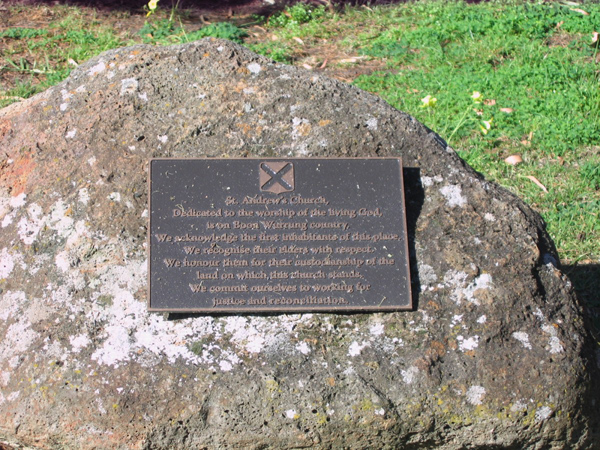 St. Andrew's Church,
Dedicated to the worship of the living God,
is on Boon Wurrung country.
We acknowledge the first inhabitants of this place.
We recognise their Elders with respect.
We honour them for their custodianship of the
land on which this church stands.
We commit ourselves to working for
justice and reconciliation.